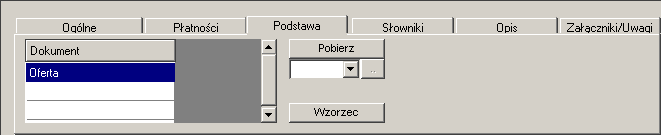 Ogólne Płatności Podstawa Słowniki Opis Załączniki/Uwagi
Dokument Pobierz
Oferta
..
Wzorzec